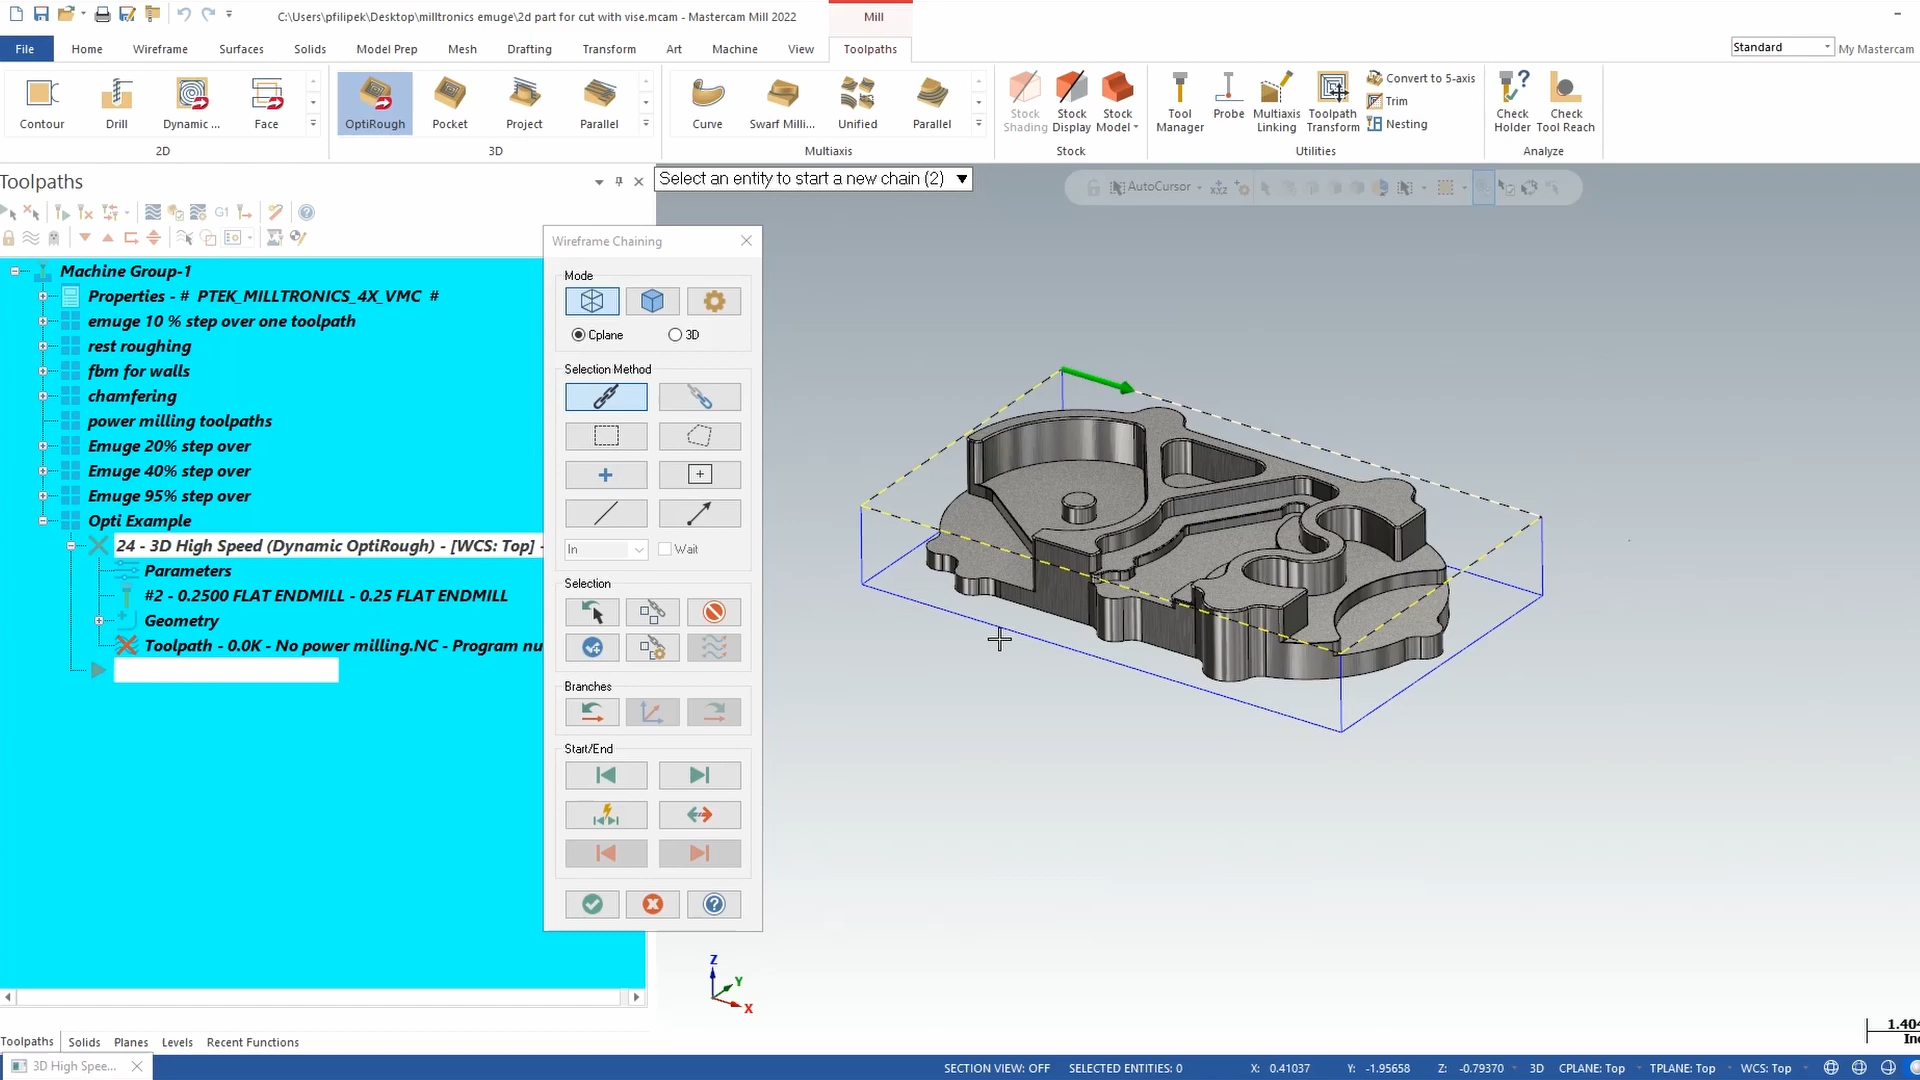 C:\Users\pfilipek\Desktop\milltronics emuge\2d part for cut with vise.mcam - Mastercam Mill 2022
Mill
File
Home
Wireframe
Surfaces
Solids
Model Prep
Mesh
Drafting
Transform
Art
Machine
View
Toolpaths
Standard
My Mastercam
Contour
Drill
Dynamic ...
Face
OptiRough
Pocket
Project
Parallel
Curve
Swarf Milli...
Unified
Parallel
Stock Shading
Stock Display
Stock Model
Tool Manager
Probe
Multiaxis Linking
Toolpath Transform
Convert to 5-axis
Trim
Nesting
Check Holder
Check Tool Reach
2D
3D
Multiaxis
Stock
Utilities
Analyze
Toolpaths
Select an entity to start a new chain (2)
AutoCursor
G1
Machine Group-1
Properties - # PTEK_MILLTRONICS_4X_VMC #
emuge 10 % step over one toolpath
rest roughing
fbm for walls
chamfering
power milling toolpaths
Emuge 20% step over
Emuge 40% step over
Emuge 95% step over
Opti Example
24 - 3D High Speed (Dynamic OptiRough) - [WCS: Top] -
Parameters
#2 - 0.2500 FLAT ENDMILL - 0.25 FLAT ENDMILL
Geometry
Toolpath - 0.0K - No power milling.NC - Program nu
Wireframe Chaining
Mode
Cplane
3D
Selection Method
In
Wait
Selection
Branches
Start/End
Z
Y
X
1.404
Toolpaths
Solids
Planes
Levels
Recent Functions
3D High Spee...
SECTION VIEW: OFF
SELECTED ENTITIES: 0
X: 0.41037
Y: -1.95658
Z: -0.79370
3D
CPLANE: Top
TPLANE: Top
WCS: Top